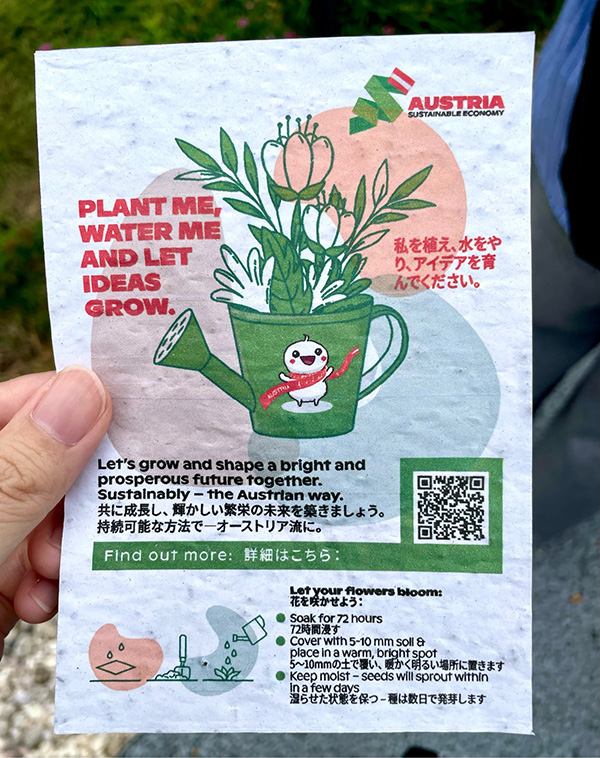 AUSTRIA
SUSTAINABLE ECONOMY
PLANT ME,
WATER ME
AND LET
IDEAS
GROW.
私を植え、水をや
り、アイデアを育
んでください。
AUSTRIA
Let's grow and shape a bright and
prosperous future together.
Sustainably – the Austrian way.
共に成長し、輝かしい繁栄の未来を築きましょう。
持続可能な方法で―オーストリア流に。
Find out more: 詳細はこちら:
Let your flowers bloom:
花を咲かせよう:
Soak for 72 hours
72時間浸す
Cover with 5-10 mm soil &
place in a warm, bright spot
5〜10mmの土で覆い、暖かく明るい場所に置きます
Keep moist – seeds will sprout within
in a few days
湿らせた状態を保つ – 種は数日で発芽します